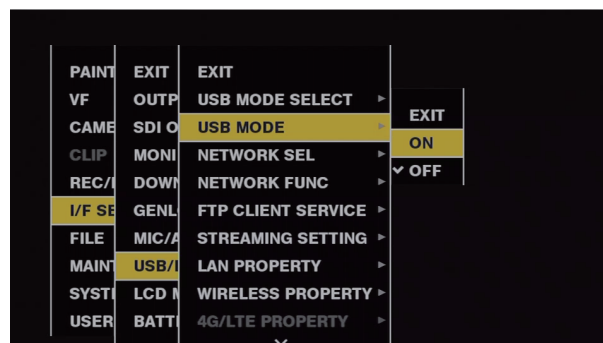 PAINT
VF
CAME
CLIP
REC/
I/F SE
FILE
MAINT
SYST
USER
EXIT
OUTP
SDI O
MONI
DOWN
GENL
MIC/A
USB/
LCD
BATT
EXIT
USB MODE SELECT
USB MODE
NETWORK SEL
NETWORK FUNC
FTP CLIENT SERVICE
STREAMING SETTING
LAN PROPERTY
WIRELESS PROPERTY
4G/LTE PROPERTY
EXIT
ON
OFF